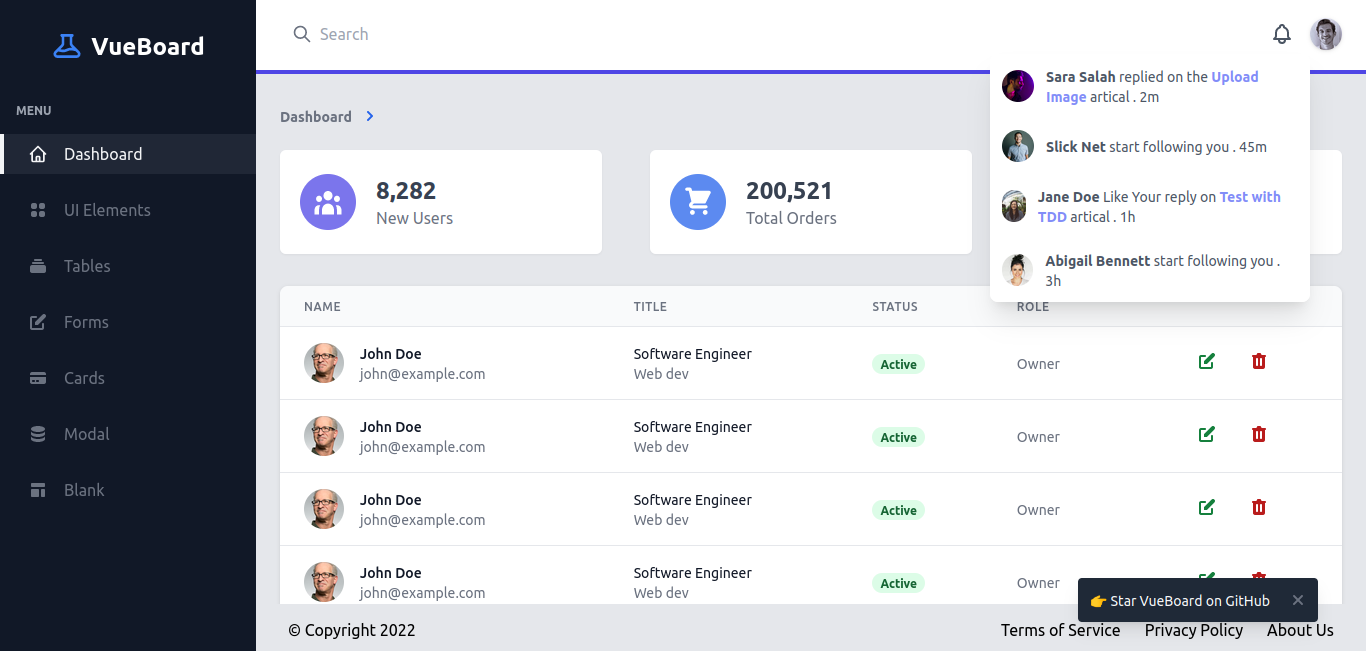 VueBoard
MENU
Dashboard
UI Elements
Tables
Forms
Cards
Modal
Blank
Search
Sara Salah replied on the Upload
Image artical . 2m
Slick Net start following you . 45m
Jane Doe Like Your reply on Test with
TDD artical . 1h
Abigail Bennett start following you .
3h
Dashboard
8,282
New Users
200,521
Total Orders
NAME TITLE STATUS ROLE
John Doe Software Engineer
john@example.com Web dev Active Owner
John Doe Software Engineer
john@example.com Web dev Active Owner
John Doe Software Engineer
john@example.com Web dev Active Owner
John Doe Software Engineer
john@example.com Web dev Active Owner
👉 Star VueBoard on GitHub ✕
© Copyright 2022 Terms of Service Privacy Policy About Us